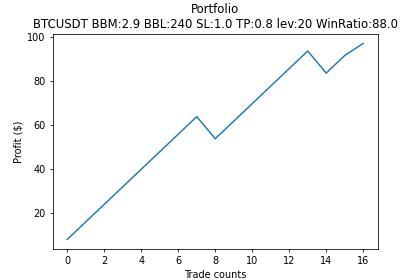 Portfolio
BTCUSDT BBM:2.9 BBL:240 SL:1.0 TP:0.8 lev:20 WinRatio:88.0
100
80
60
40
20
Profit ($)
0 2 4 6 8 10 12 14 16
Trade counts